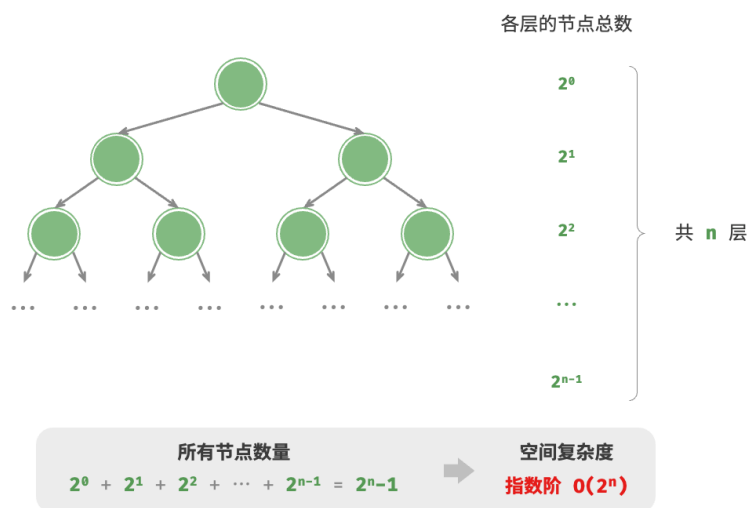 各层的节点总数
2⁰
2¹
2²
共 n 层
... ... ... ... ... ... ... ...
...
2ⁿ⁻¹
所有节点数量
2⁰ + 2¹ + 2² + ... + 2ⁿ⁻¹ = 2ⁿ-1
空间复杂度
指数阶 O(2ⁿ)